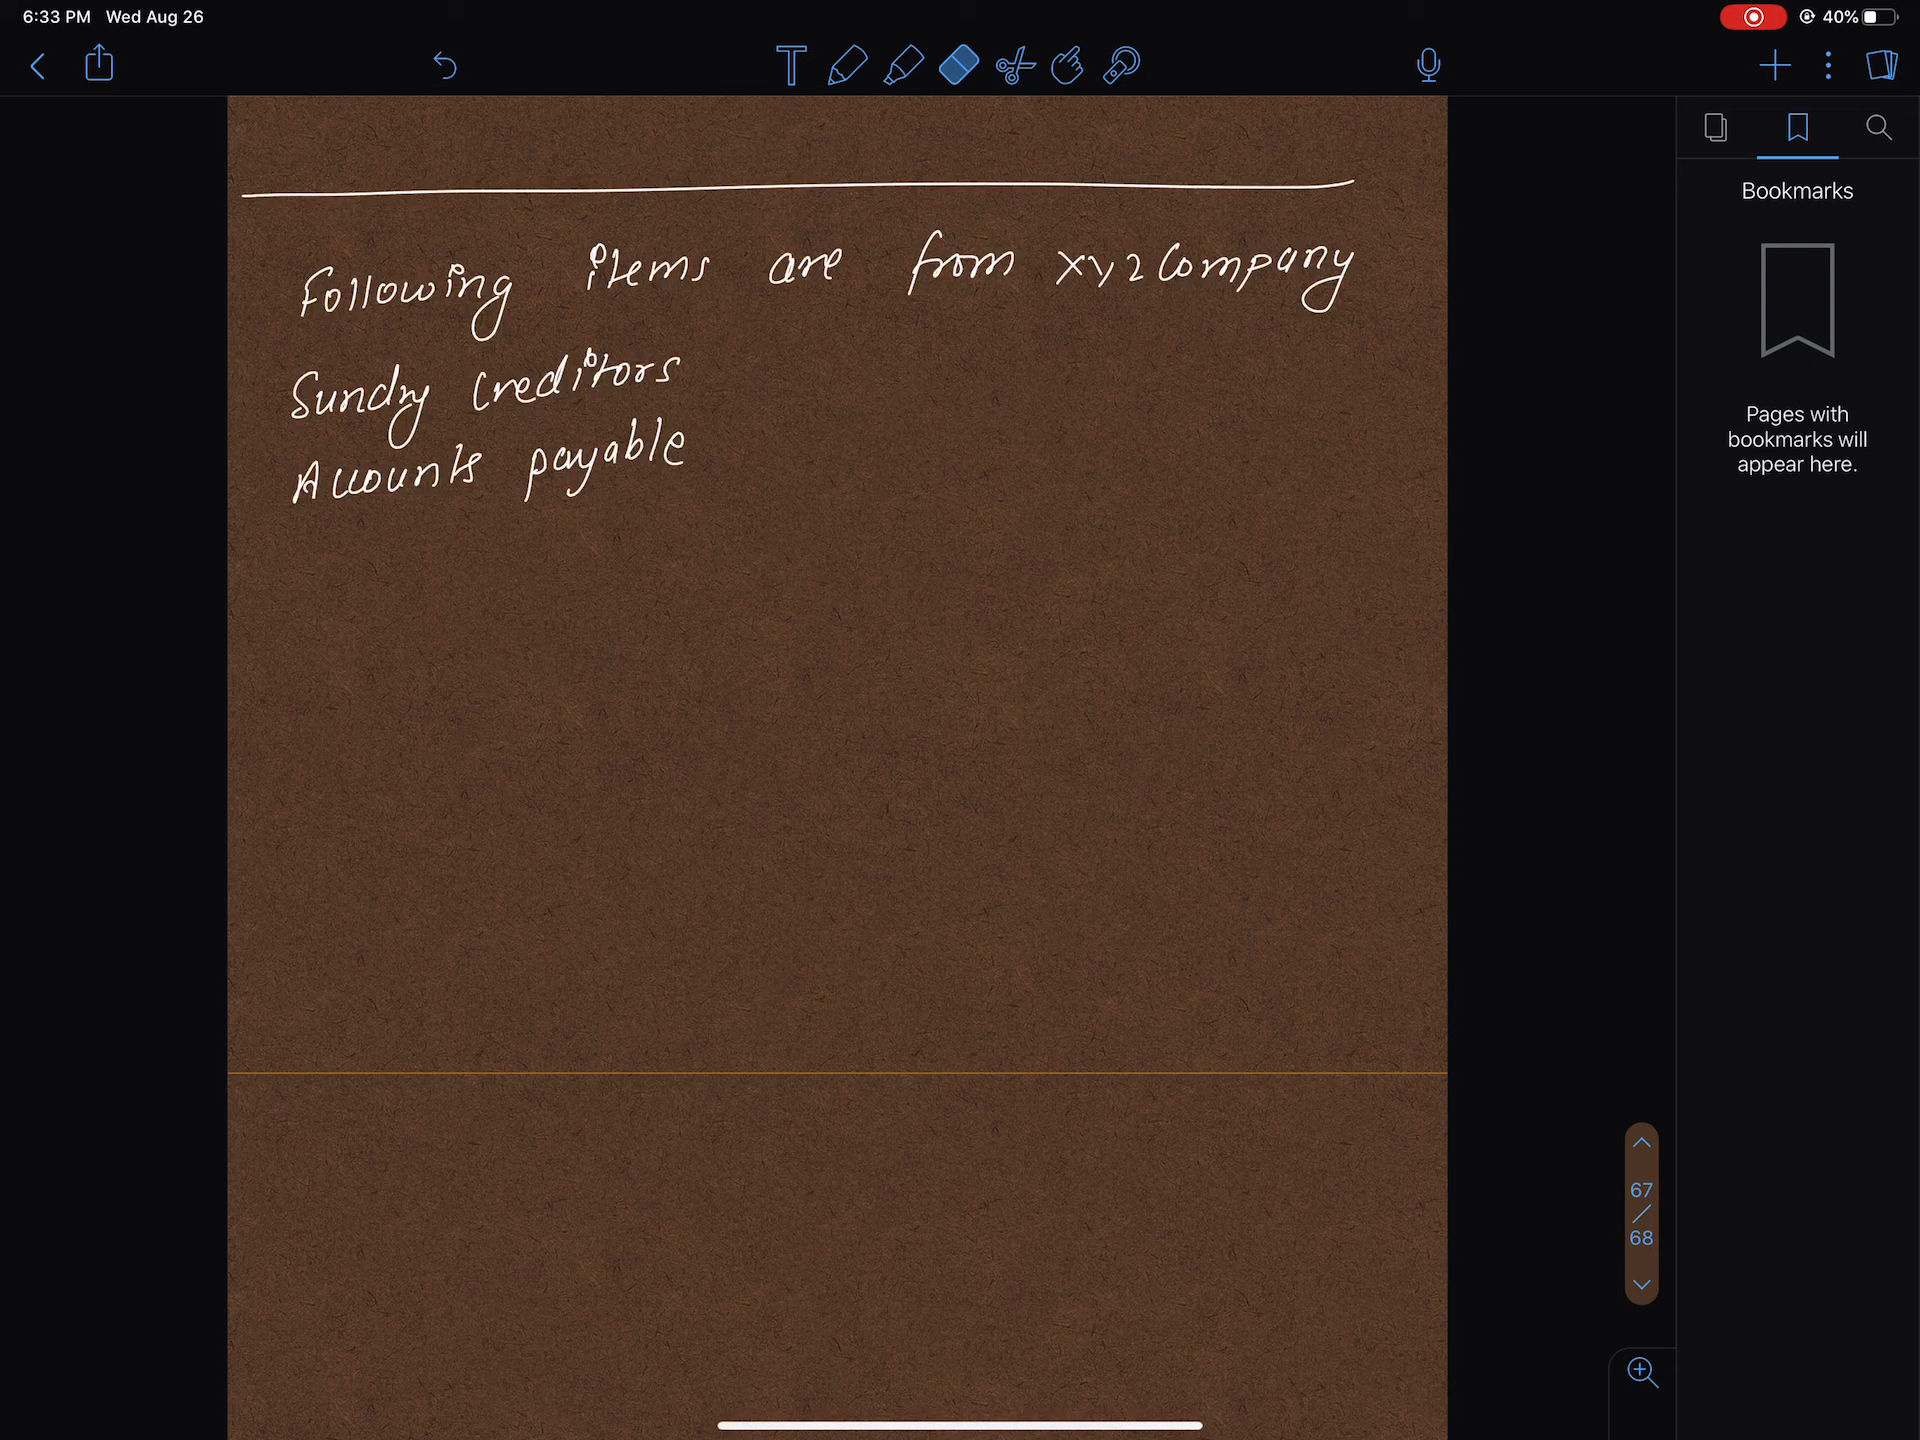 6:33 PM Wed Aug 26
40%
Bookmarks
Following items are from xyz Company
Sundry Creditors
Accounts payable
Pages with
bookmarks will
appear here.
67
/
68